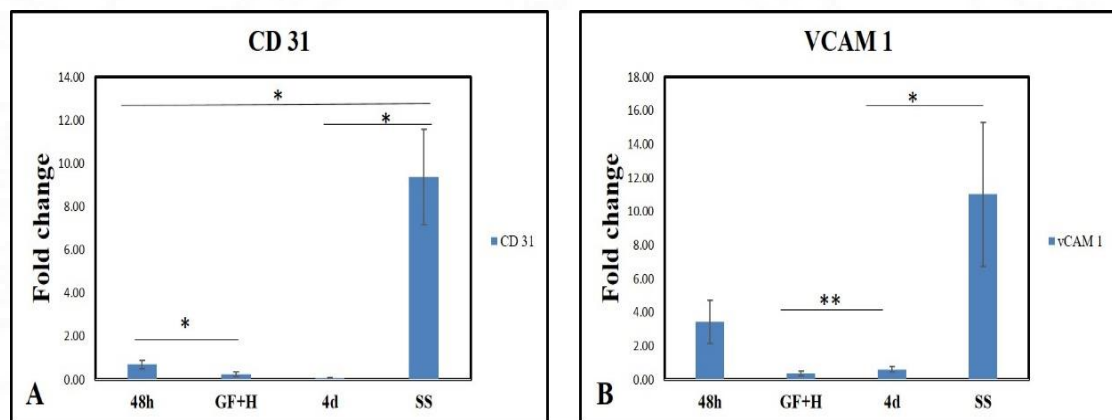 CD 31
14.00
12.00
10.00
8.00
6.00
4.00
2.00
0.00
Fold change
*
*
*
48h GF+H 4d SS
CD 31
A
VCAM 1
18.00
16.00
14.00
12.00
10.00
8.00
6.00
4.00
2.00
0.00
Fold change
*
**
48h GF+H 4d SS
vCAM 1
B